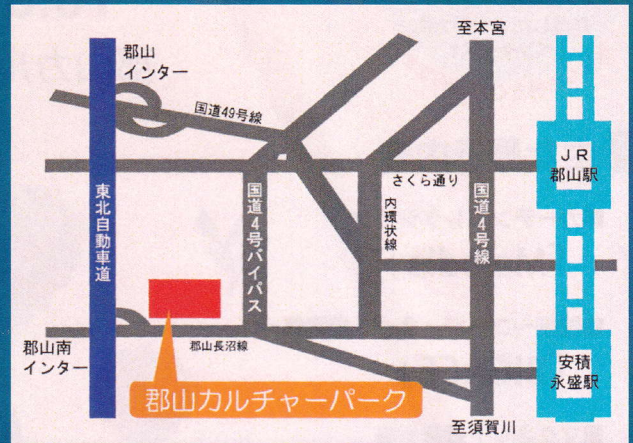 至本宮
郡山
インター
国道49号線
JR
郡山駅
さくら通り
東北自動車道
国道4号バイパス
内環状線
国道4号線
郡山南
インター
郡山長沼線
安積
永盛駅
郡山カルチャーパーク
至須賀川